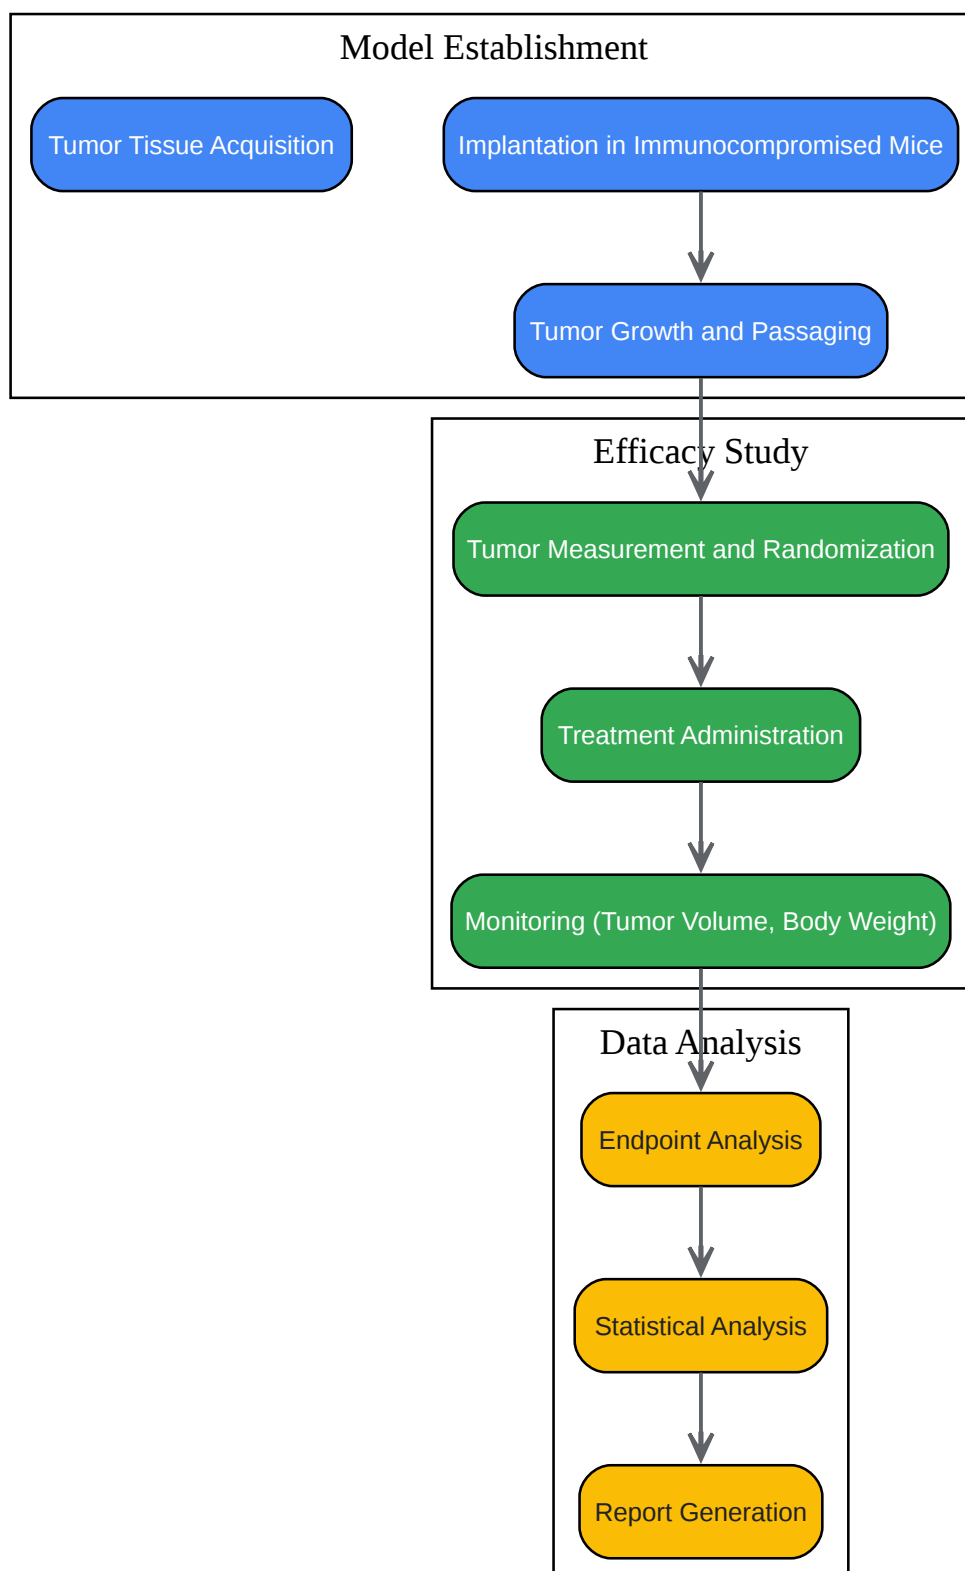 Model Establishment
Tumor Tissue Acquisition
Implantation in Immunocompromised Mice
Tumor Growth and Passaging
Efficacy Study
Tumor Measurement and Randomization
Treatment Administration
Monitoring (Tumor Volume, Body Weight)
Data Analysis
Endpoint Analysis
Statistical Analysis
Report Generation